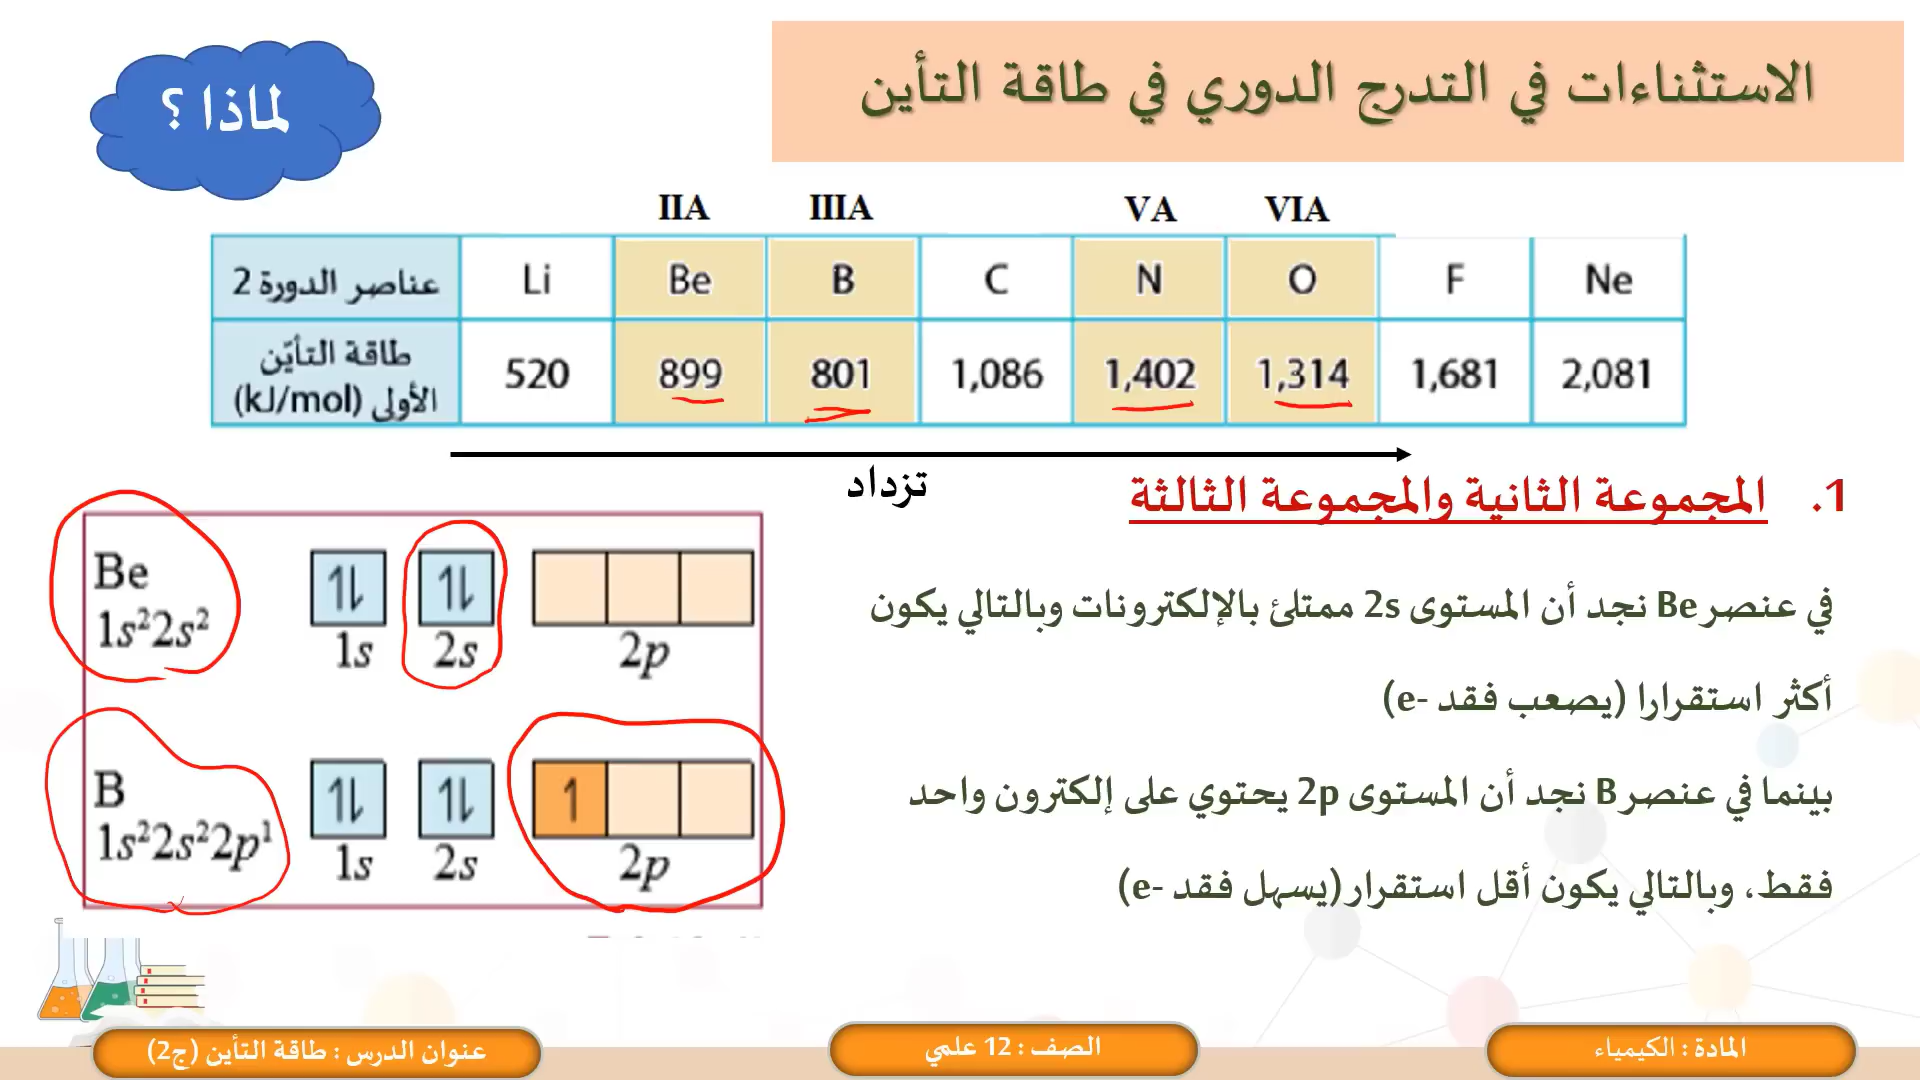 الاستثناءات في التدرج الدوري في طاقة التأين
لماذا ؟
IIA IIIA VA VIA
عناصر الدورة 2 Li Be B C N O F Ne
طاقة التأيّن الأولى (kJ/mol) 520 899 801 1,086 1,402 1,314 1,681 2,081
تزداد
1. المجموعة الثانية والمجموعة الثالثة
في عنصر Be نجد أن المستوى 2s ممتلئ بالإلكترونات وبالتالي يكون
أكثر استقرارا (يصعب فقد e-)
بينما في عنصر B نجد أن المستوى 2p يحتوي على إلكترون واحد
فقط، وبالتالي يكون أقل استقرار (يسهل فقد e-)
Be
1s²2s²
1s 2s 2p
B
1s²2s²2p¹
1s 2s 2p
المادة : الكيمياء
الصف : 12 علمي
عنوان الدرس : طاقة التأين (ج2)